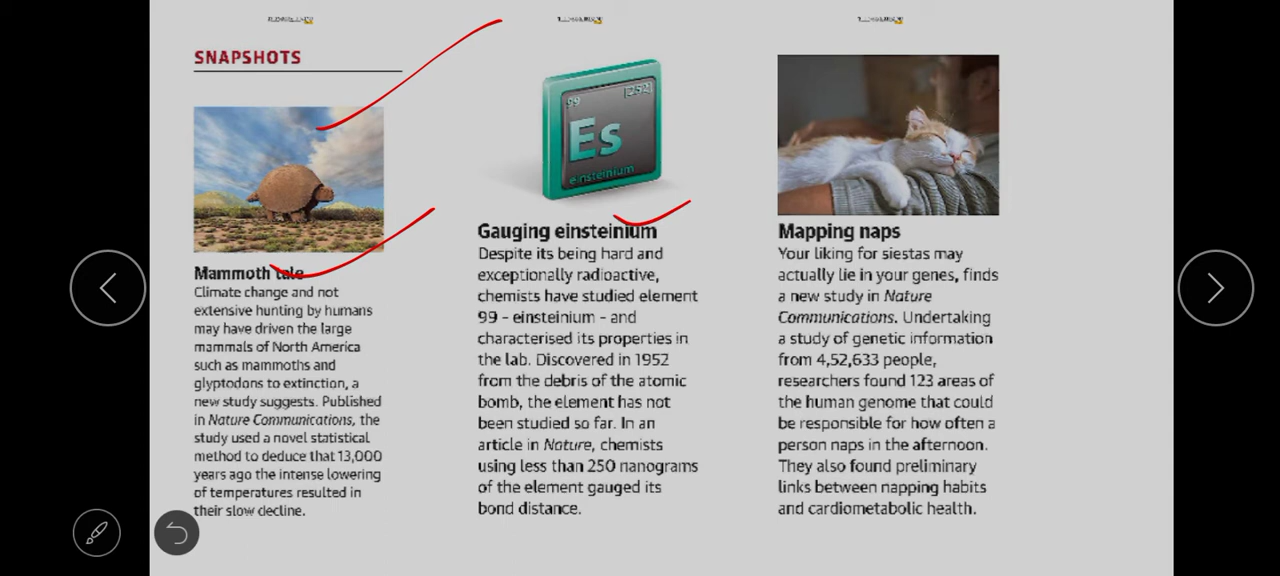 SNAPSHOTS
Mammoth tale
Climate change and not
extensive hunting by humans
may have driven the large
mammals of North America
such as mammoths and
glyptodons to extinction, a
new study suggests. Published
in Nature Communications, the
study used a novel statistical
method to deduce that 13,000
years ago the intense lowering
of temperatures resulted in
their slow decline.
99 [252]
Es
einsteinium
Gauging einsteinium
Despite its being hard and
exceptionally radioactive,
chemists have studied element
99 - einsteinium - and
characterised its properties in
the lab. Discovered in 1952
from the debris of the atomic
bomb, the element has not
been studied so far. In an
article in Nature, chemists
using less than 250 nanograms
of the element gauged its
bond distance.
Mapping naps
Your liking for siestas may
actually lie in your genes, finds
a new study in Nature
Communications. Undertaking
a study of genetic information
from 4,52,633 people,
researchers found 123 areas of
the human genome that could
be responsible for how often a
person naps in the afternoon.
They also found preliminary
links between napping habits
and cardiometabolic health.